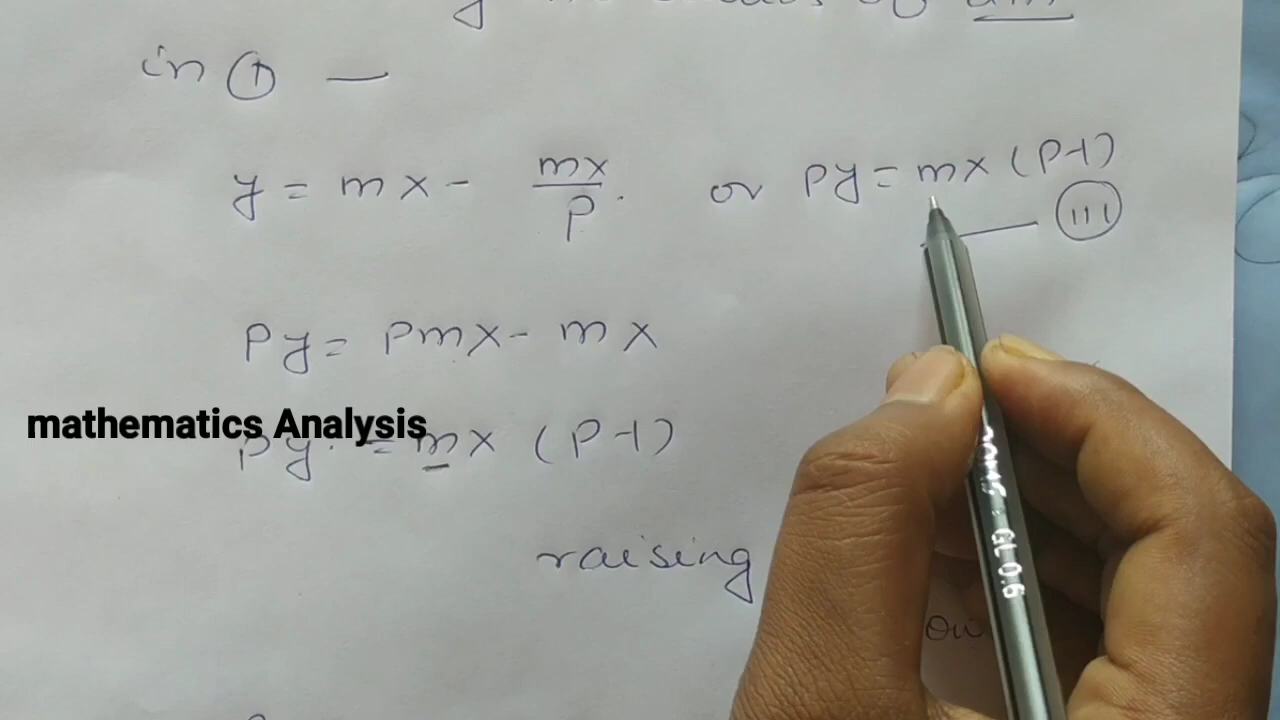 in ①
y = mx - mx/p. or py = mx (p-1)
(III)
py = pmx - mx
mathematics Analysis
py = mx (p-1)
raising